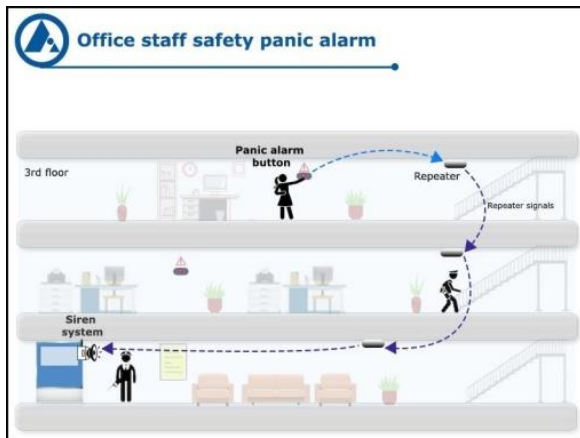 Office staff safety panic alarm
Panic alarm
button
3rd floor
Repeater
Repeater signals
Siren
system